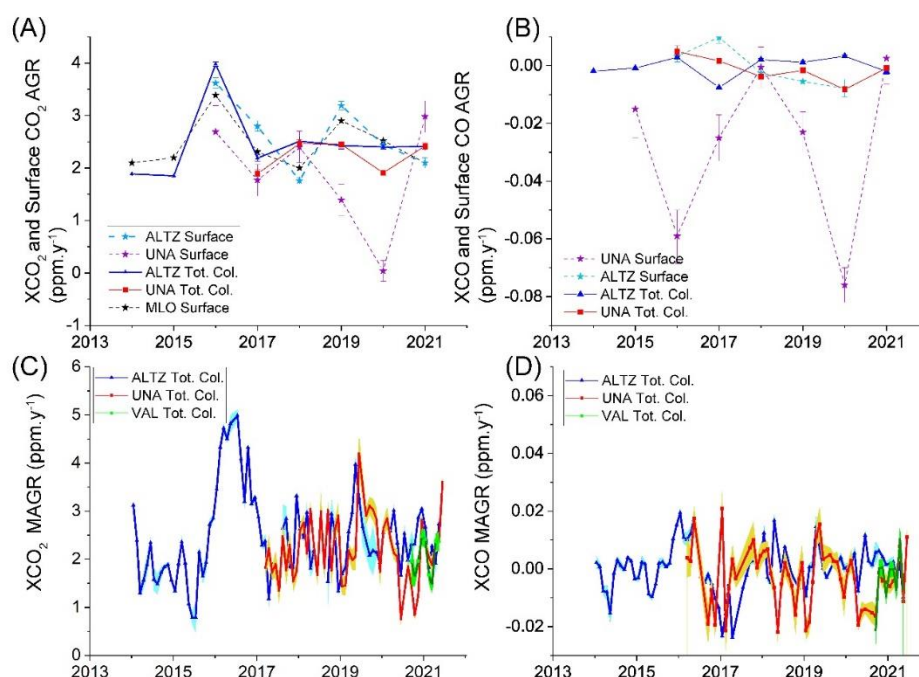 (A)
XCO₂ and Surface CO₂ AGR
(ppm.y⁻¹)
4
3
2
1
0
-1
ALTZ Surface
UNA Surface
ALTZ Tot. Col.
UNA Tot. Col.
MLO Surface
2013 2015 2017 2019 2021
(B)
XCO and Surface CO AGR
(ppm.y⁻¹)
0.00
-0.02
-0.04
-0.06
-0.08
UNA Surface
ALTZ Surface
ALTZ Tot. Col.
UNA Tot. Col.
2013 2015 2017 2019 2021
(C)
XCO₂ MAGR (ppm.y⁻¹)
6
5
4
3
2
1
0
ALTZ Tot. Col.
UNA Tot. Col.
VAL Tot. Col.
2013 2015 2017 2019 2021
(D)
XCO MAGR (ppm.y⁻¹)
0.04
0.02
0.00
-0.02
ALTZ Tot. Col.
UNA Tot. Col.
VAL Tot. Col.
2013 2015 2017 2019 2021